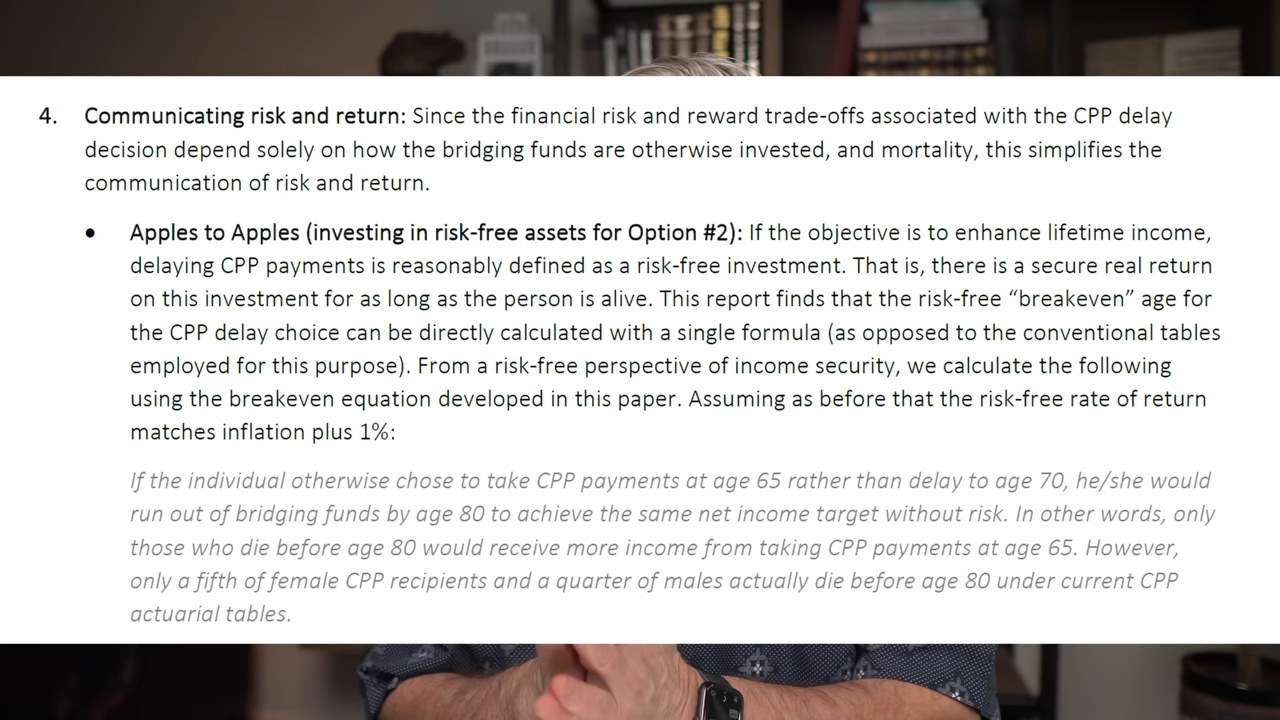 4. Communicating risk and return: Since the financial risk and reward trade-offs associated with the CPP delay
decision depend solely on how the bridging funds are otherwise invested, and mortality, this simplifies the
communication of risk and return.
• Apples to Apples (investing in risk-free assets for Option #2): If the objective is to enhance lifetime income,
delaying CPP payments is reasonably defined as a risk-free investment. That is, there is a secure real return
on this investment for as long as the person is alive. This report finds that the risk-free “breakeven” age for
the CPP delay choice can be directly calculated with a single formula (as opposed to the conventional tables
employed for this purpose). From a risk-free perspective of income security, we calculate the following
using the breakeven equation developed in this paper. Assuming as before that the risk-free rate of return
matches inflation plus 1%:
If the individual otherwise chose to take CPP payments at age 65 rather than delay to age 70, he/she would
run out of bridging funds by age 80 to achieve the same net income target without risk. In other words, only
those who die before age 80 would receive more income from taking CPP payments at age 65. However,
only a fifth of female CPP recipients and a quarter of males actually die before age 80 under current CPP
actuarial tables.